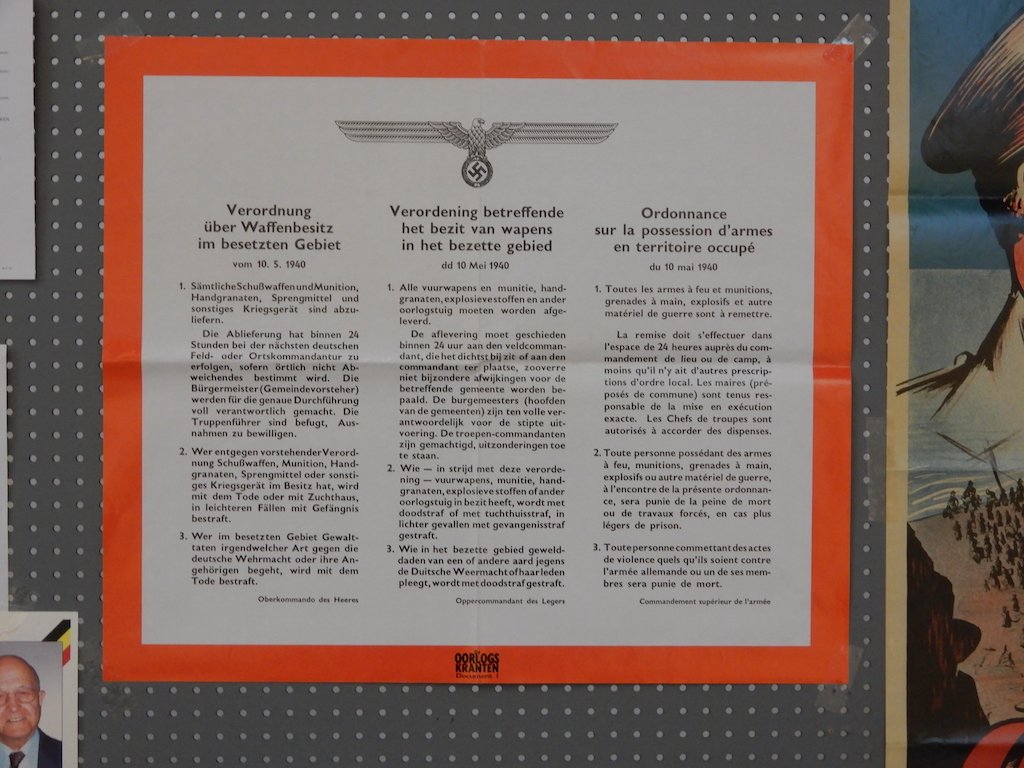 Verordnung
über Waffenbesitz
im besetzten Gebiet
vom 10. 5. 1940
1. Sämtliche Schußwaffen und Munition,
Handgranaten, Sprengmittel und
sonstiges Kriegsgerät sind abzu-
liefern.
Die Ablieferung hat binnen 24
Stunden bei der nächsten deutschen
Feld- oder Ortskommandantur zu
erfolgen, sofern örtlich nicht Ab-
weichendes bestimmt wird. Die
Bürgermeister (Gemeindevorsteher)
werden für die genaue Durchführung
voll verantwortlich gemacht. Die
Truppenführer sind befugt, Aus-
nahmen zu bewilligen.
2. Wer entgegen vorstehender Verord-
nung Schußwaffen, Munition, Hand-
granaten, Sprengmittel oder sonsti-
ges Kriegsgerät im Besitz hat, wird
mit dem Tode oder mit Zuchthaus,
in leichteren Fällen mit Gefängnis
bestraft.
3. Wer im besetzten Gebiet Gewalt-
taten irgendwelcher Art gegen die
deutsche Wehrmacht oder ihre An-
gehörigen begeht, wird mit dem
Tode bestraft.
Oberkommando des Heeres
Verordening betreffende
het bezit van wapens
in het bezette gebied
dd 10 Mei 1940
1. Alle vuurwapens en munitie, hand-
granaten, explosieve stoffen en ander
oorlogstuig moeten worden afge-
leverd.
De aflevering moet geschieden
binnen 24 uur aan den veldcomman-
dant, die het dichtst bij zit of aan den
commandant ter plaatse, zooverre
niet bijzondere afwijkingen voor de
betreffende gemeente worden be-
paald. De burgemeesters (hoofden
van de gemeenten) zijn ten volle ver-
antwoordelijk voor de stipte uit-
voering. De troepen-commandanten
zijn gemachtigd, uitzonderingen toe
te staan.
2. Wie — in strijd met deze verorde-
ning — vuurwapens, munitie, hand-
granaten, explosieve stoffen of ander
oorlogstuig in bezit heeft, wordt met
doodstraf of met tuchthuisstraf, in
lichter gevallen met gevangenisstraf
gestraft.
3. Wie in het bezette gebied geweld-
daden van een of andere aard jegens
de Duitsche Weermacht of haar leden
pleegt, wordt met doodstraf gestraft.
Oppercommandant des Legers
Ordonnance
sur la possession d'armes
en territoire occupé
du 10 mai 1940
1. Toutes les armes à feu et munitions,
grenades à main, explosifs et autre
matériel de guerre sont à remettre.
La remise doit s'effectuer dans
l'espace de 24 heures auprès du com-
mandement de lieu ou de camp, à
moins qu'il n'y ait d'autres prescrip-
tions d'ordre local. Les maires (pré-
posés de commune) sont tenus res-
ponsable de la mise en exécution
exacte. Les Chefs de troupes sont
autorisés à accorder des dispenses.
2. Toute personne possédant des armes
à feu, munitions, grenades à main,
explosifs ou autre matériel de guerre,
à l'encontre de la présente ordonnan-
ce, sera punie de la peine de mort
ou de travaux forcés, en cas plus
légers de prison.
3. Toute personne commettant des actes
de violence quels qu'ils soient contre
l'armée allemande ou un de ses mem-
bres sera punie de mort.
Commandement supérieur de l'armée
OORLOGS
KRANTEN
Document 1